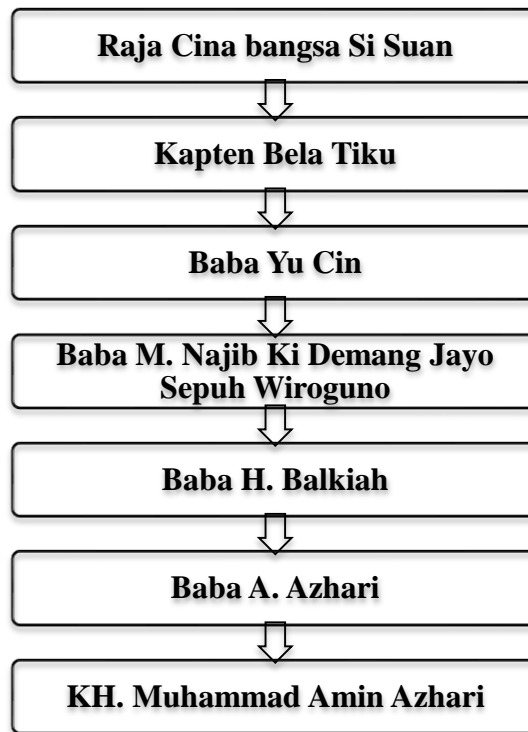 Raja Cina bangsa Si Suan
Kapten Bela Tiku
Baba Yu Cin
Baba M. Najib Ki Demang Jayo
Sepuh Wiroguno
Baba H. Balkiah
Baba A. Azhari
KH. Muhammad Amin Azhari